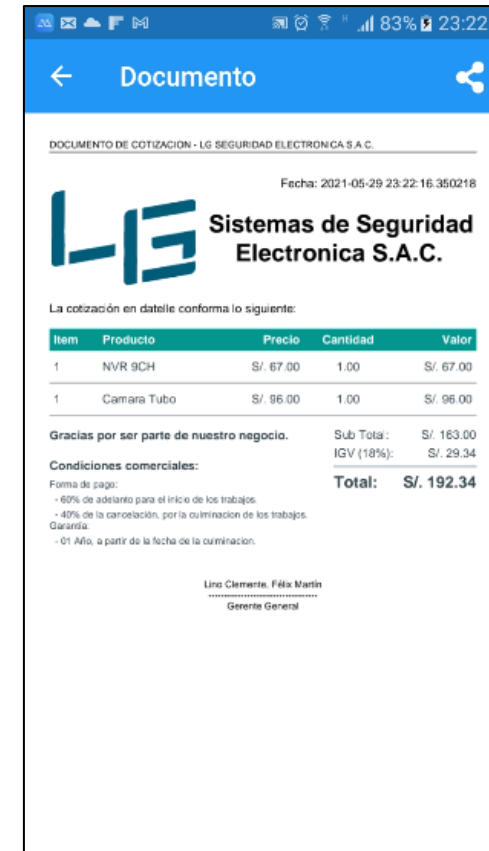 83% 23:22
Documento
DOCUMENTO DE COTIZACION - LG SEGURIDAD ELECTRONICA S.A.C.
Fecha: 2021-05-29 23:22:16.350218
LG
Sistemas de Seguridad
Electronica S.A.C.
La cotización en datelle conforma lo siguiente:
Item Producto Precio Cantidad Valor
1 NVR 9CH S/. 67.00 1.00 S/. 67.00
1 Camara Tubo S/. 96.00 1.00 S/. 96.00
Gracias por ser parte de nuestro negocio. Sub Total: S/. 163.00
IGV (18%): S/. 29.34
Condiciones comerciales:
Total: S/. 192.34
Forma de pago:
- 60% de adelanto para el inicio de los trabajos.
- 40% de la cancelación, por la culminacion de los trabajos.
Garantía:
- 01 Año, a partir de la fecha de la culminacion.
Lino Clemente, Félix Martín
Gerente General